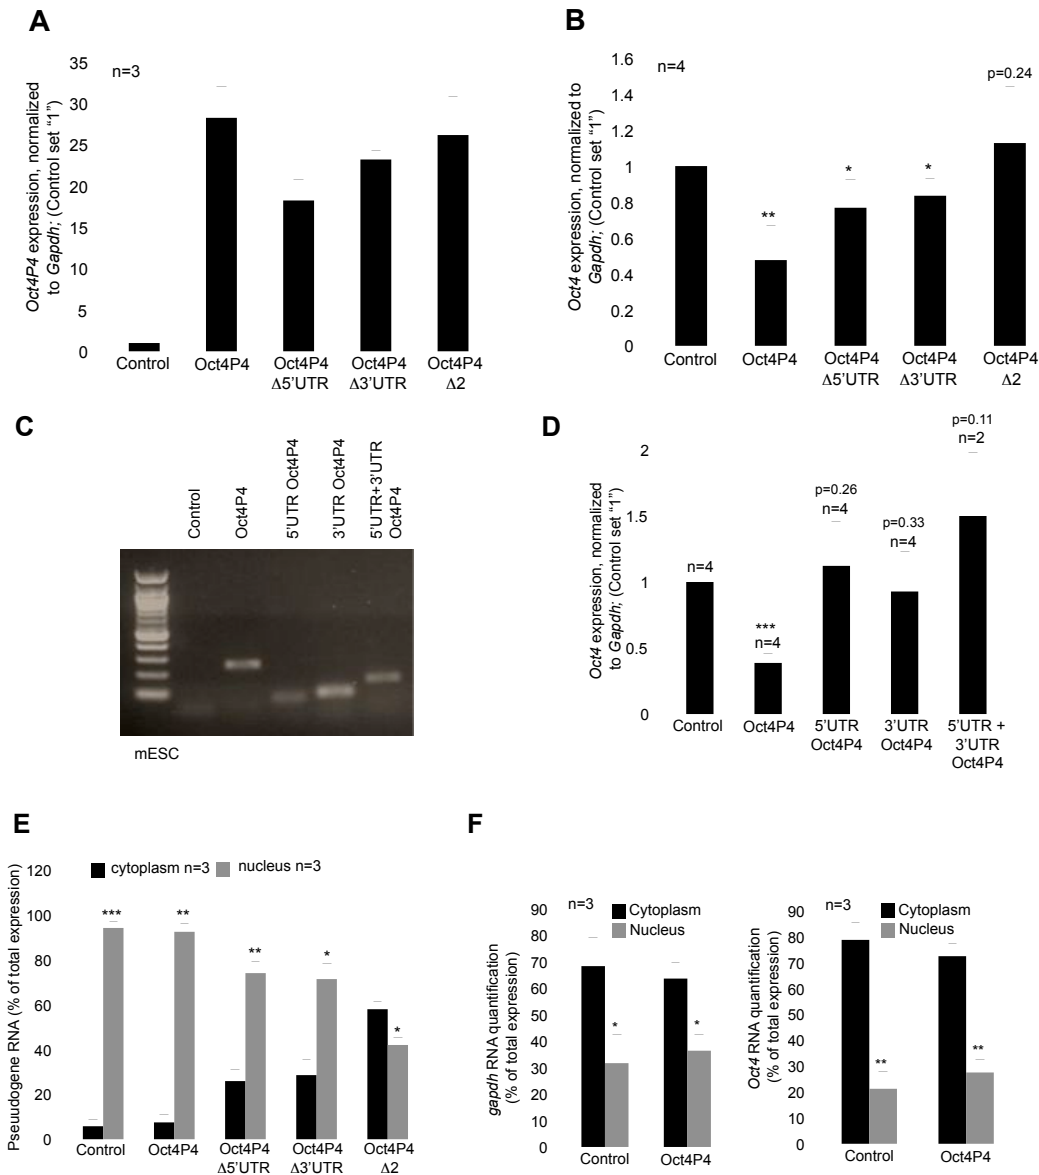 A
Oct4P4 expression, normalized
to Gapdh; (Control set “1”)
n=3
35
30
25
20
15
10
5
0
Control
Oct4P4
Oct4P4
Δ5’UTR
Oct4P4
Δ3’UTR
Oct4P4
Δ2
B
Oct4 expression, normalized to
Gapdh; (Control set “1”)
n=4
1.6
1.4
1.2
1
0.8
0.6
0.4
0.2
0
**
*
*
p=0.24
Control
Oct4P4
Oct4P4
Δ5’UTR
Oct4P4
Δ3’UTR
Oct4P4
Δ2
C
Control
Oct4P4
5’UTR Oct4P4
3’UTR Oct4P4
5’UTR+3’UTR
Oct4P4
mESC
D
Oct4 expression, normalized
to Gapdh; (Control set “1”)
2
1.5
1
0.5
0
n=4
***
n=4
p=0.26
n=4
p=0.33
n=4
p=0.11
n=2
Control
Oct4P4
5’UTR
Oct4P4
3’UTR
Oct4P4
5’UTR +
3’UTR
Oct4P4
E
Pseuudogene RNA (% of total expression)
cytoplasm n=3
nucleus n=3
120
100
80
60
40
20
0
***
**
**
*
*
Control
Oct4P4
Oct4P4
Δ5’UTR
Oct4P4
Δ3’UTR
Oct4P4
Δ2
F
gapdh RNA quantification
(% of total expression)
n=3
Cytoplasm
Nucleus
90
80
70
60
50
40
30
20
10
0
*
*
Control
Oct4P4
Oct4 RNA quantification
(% of total expression)
n=3
Cytoplasm
Nucleus
90
80
70
60
50
40
30
20
10
0
**
**
Control
Oct4P4